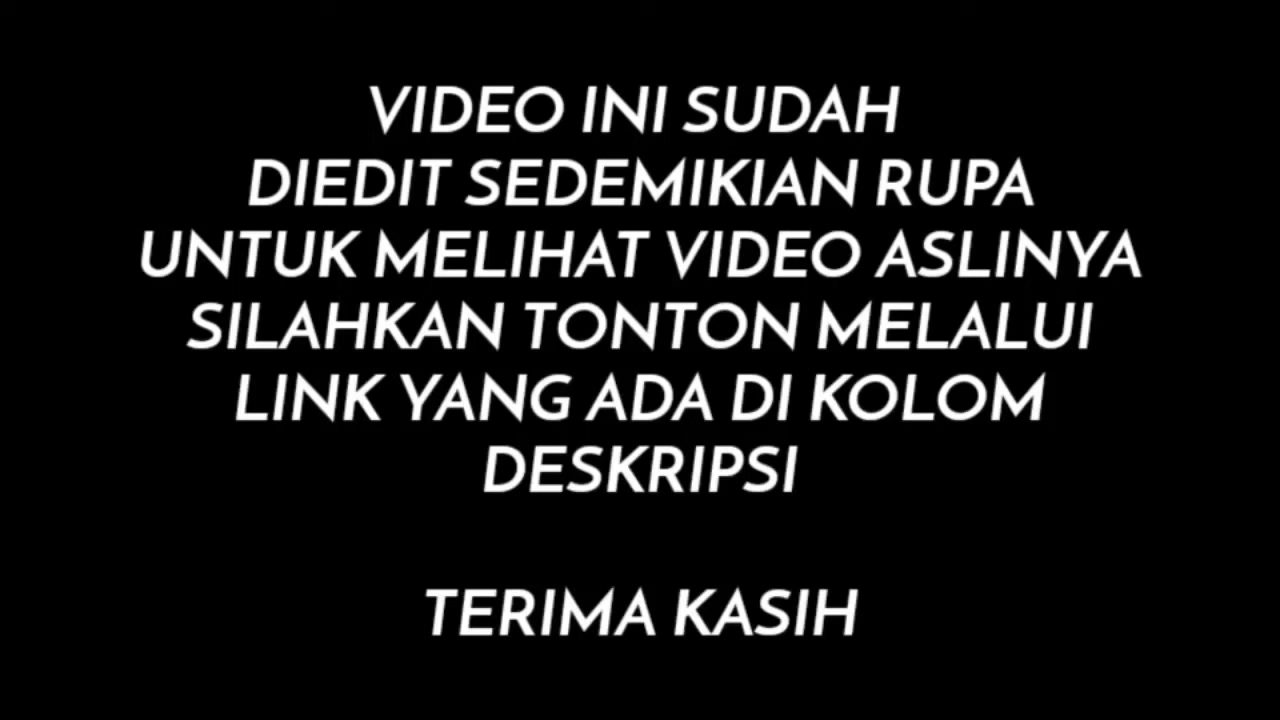 VIDEO INI SUDAH
DIEDIT SEDEMIKIAN RUPA
UNTUK MELIHAT VIDEO ASLINYA
SILAHKAN TONTON MELALUI
LINK YANG ADA DI KOLOM
DESKRIPSI
TERIMA KASIH